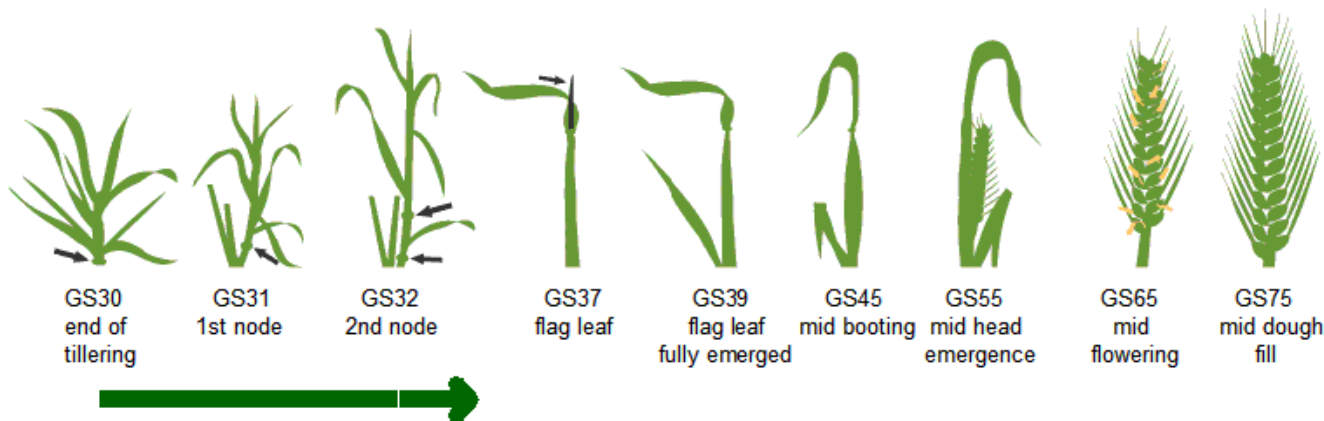 GS30
end of
tillering
GS31
1st node
GS32
2nd node
GS37
flag leaf
GS39
flag leaf
fully emerged
GS45
mid booting
GS55
mid head
emergence
GS65
mid
flowering
GS75
mid dough
fill